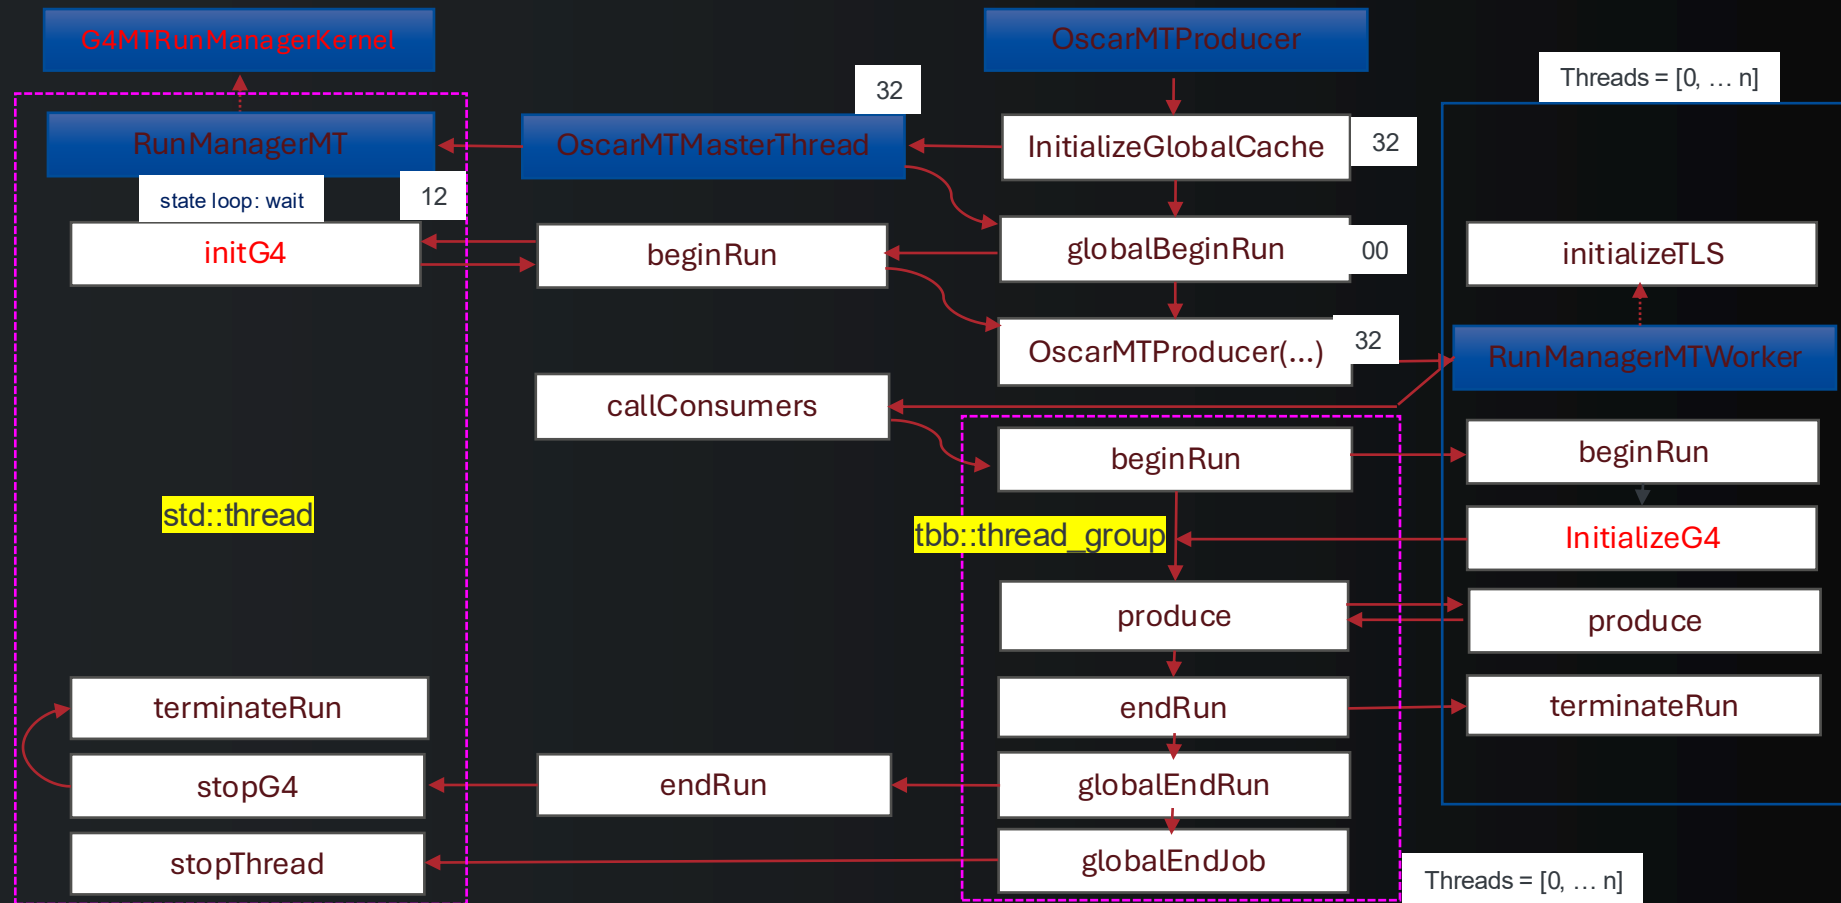 G4MTRunManagerKernel
OscarMTProducer
Threads = [0, … n]
32
RunManagerMT
OscarMTMasterThread
InitializeGlobalCache
32
state loop: wait
12
initG4
beginRun
globalBeginRun
00
initializeTLS
OscarMTProducer(...)
32
RunManagerMTWorker
callConsumers
beginRun
beginRun
std::thread
tbb::thread_group
InitializeG4
produce
produce
terminateRun
endRun
terminateRun
stopG4
endRun
globalEndRun
stopThread
globalEndJob
Threads = [0, … n]